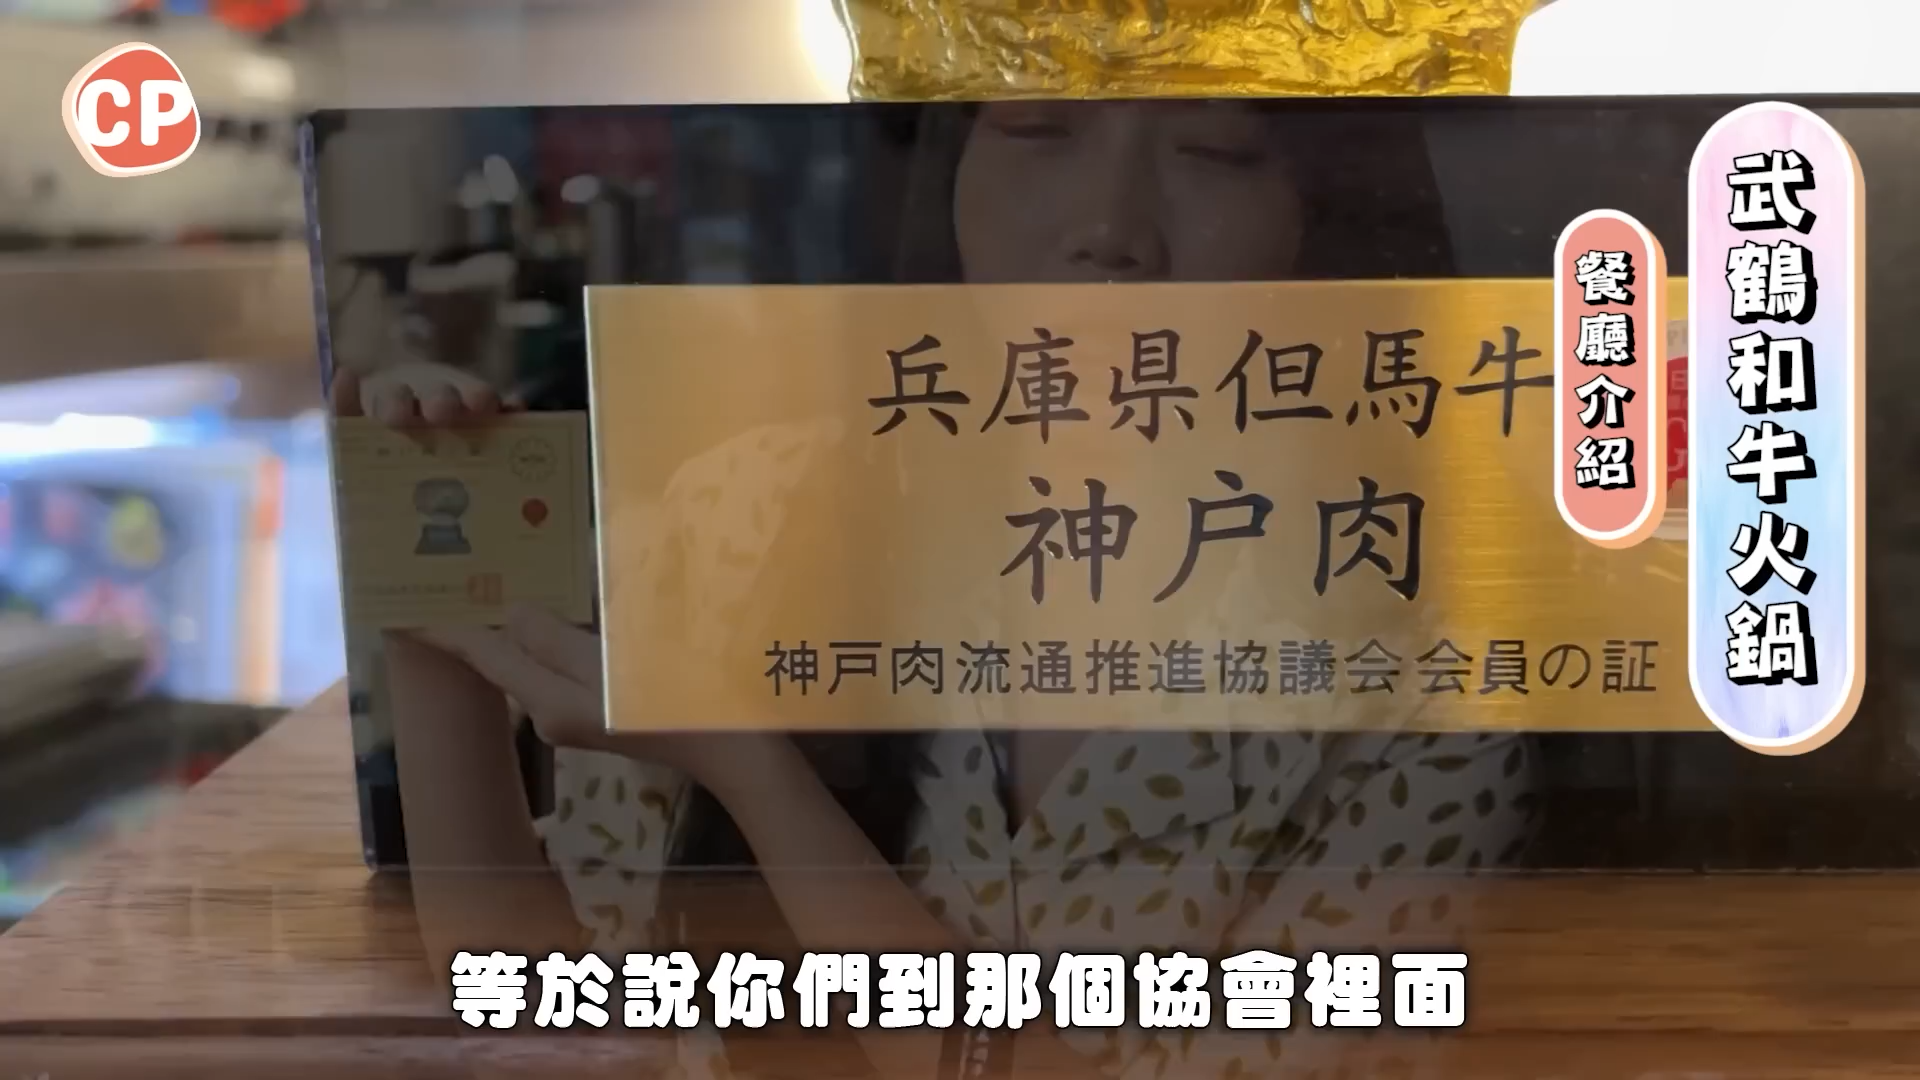 CP
兵庫県但馬牛
神戸肉
神戸肉流通推進協議会会員の証
餐廳介紹
武鶴和牛火鍋
等於說你們到那個協會裡面